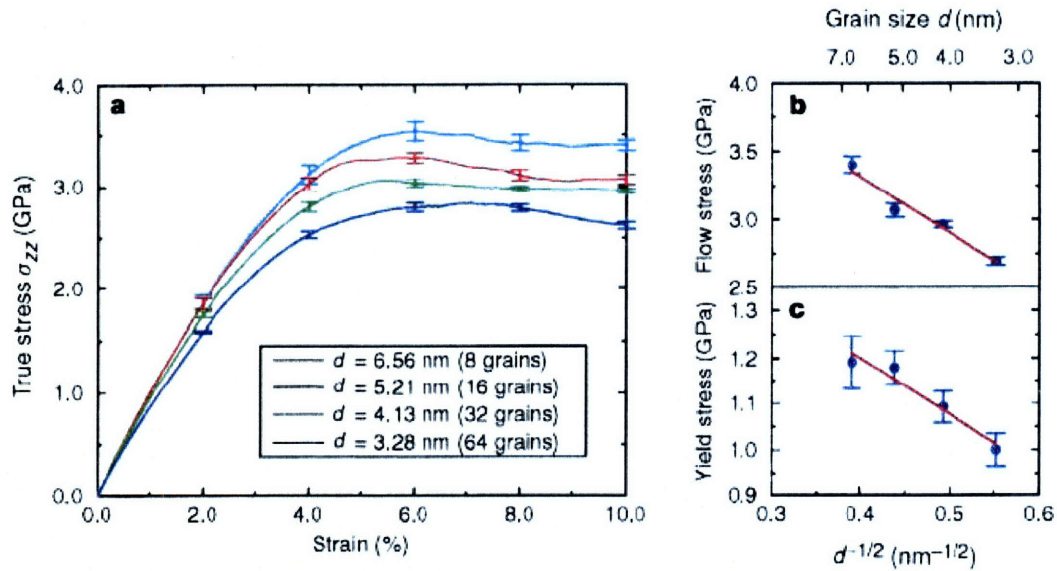 a
True stress σzz (GPa)
4.0
3.0
2.0
1.0
0.0
d = 6.56 nm (8 grains)
d = 5.21 nm (16 grains)
d = 4.13 nm (32 grains)
d = 3.28 nm (64 grains)
0.0 2.0 4.0 6.0 8.0 10.0
Strain (%)
Grain size d (nm)
7.0 5.0 4.0 3.0
b
Flow stress (GPa)
4.0
3.5
3.0
2.5
c
Yield stress (GPa)
1.3
1.2
1.1
1.0
0.9
0.3 0.4 0.5 0.6
d–1/2 (nm–1/2)